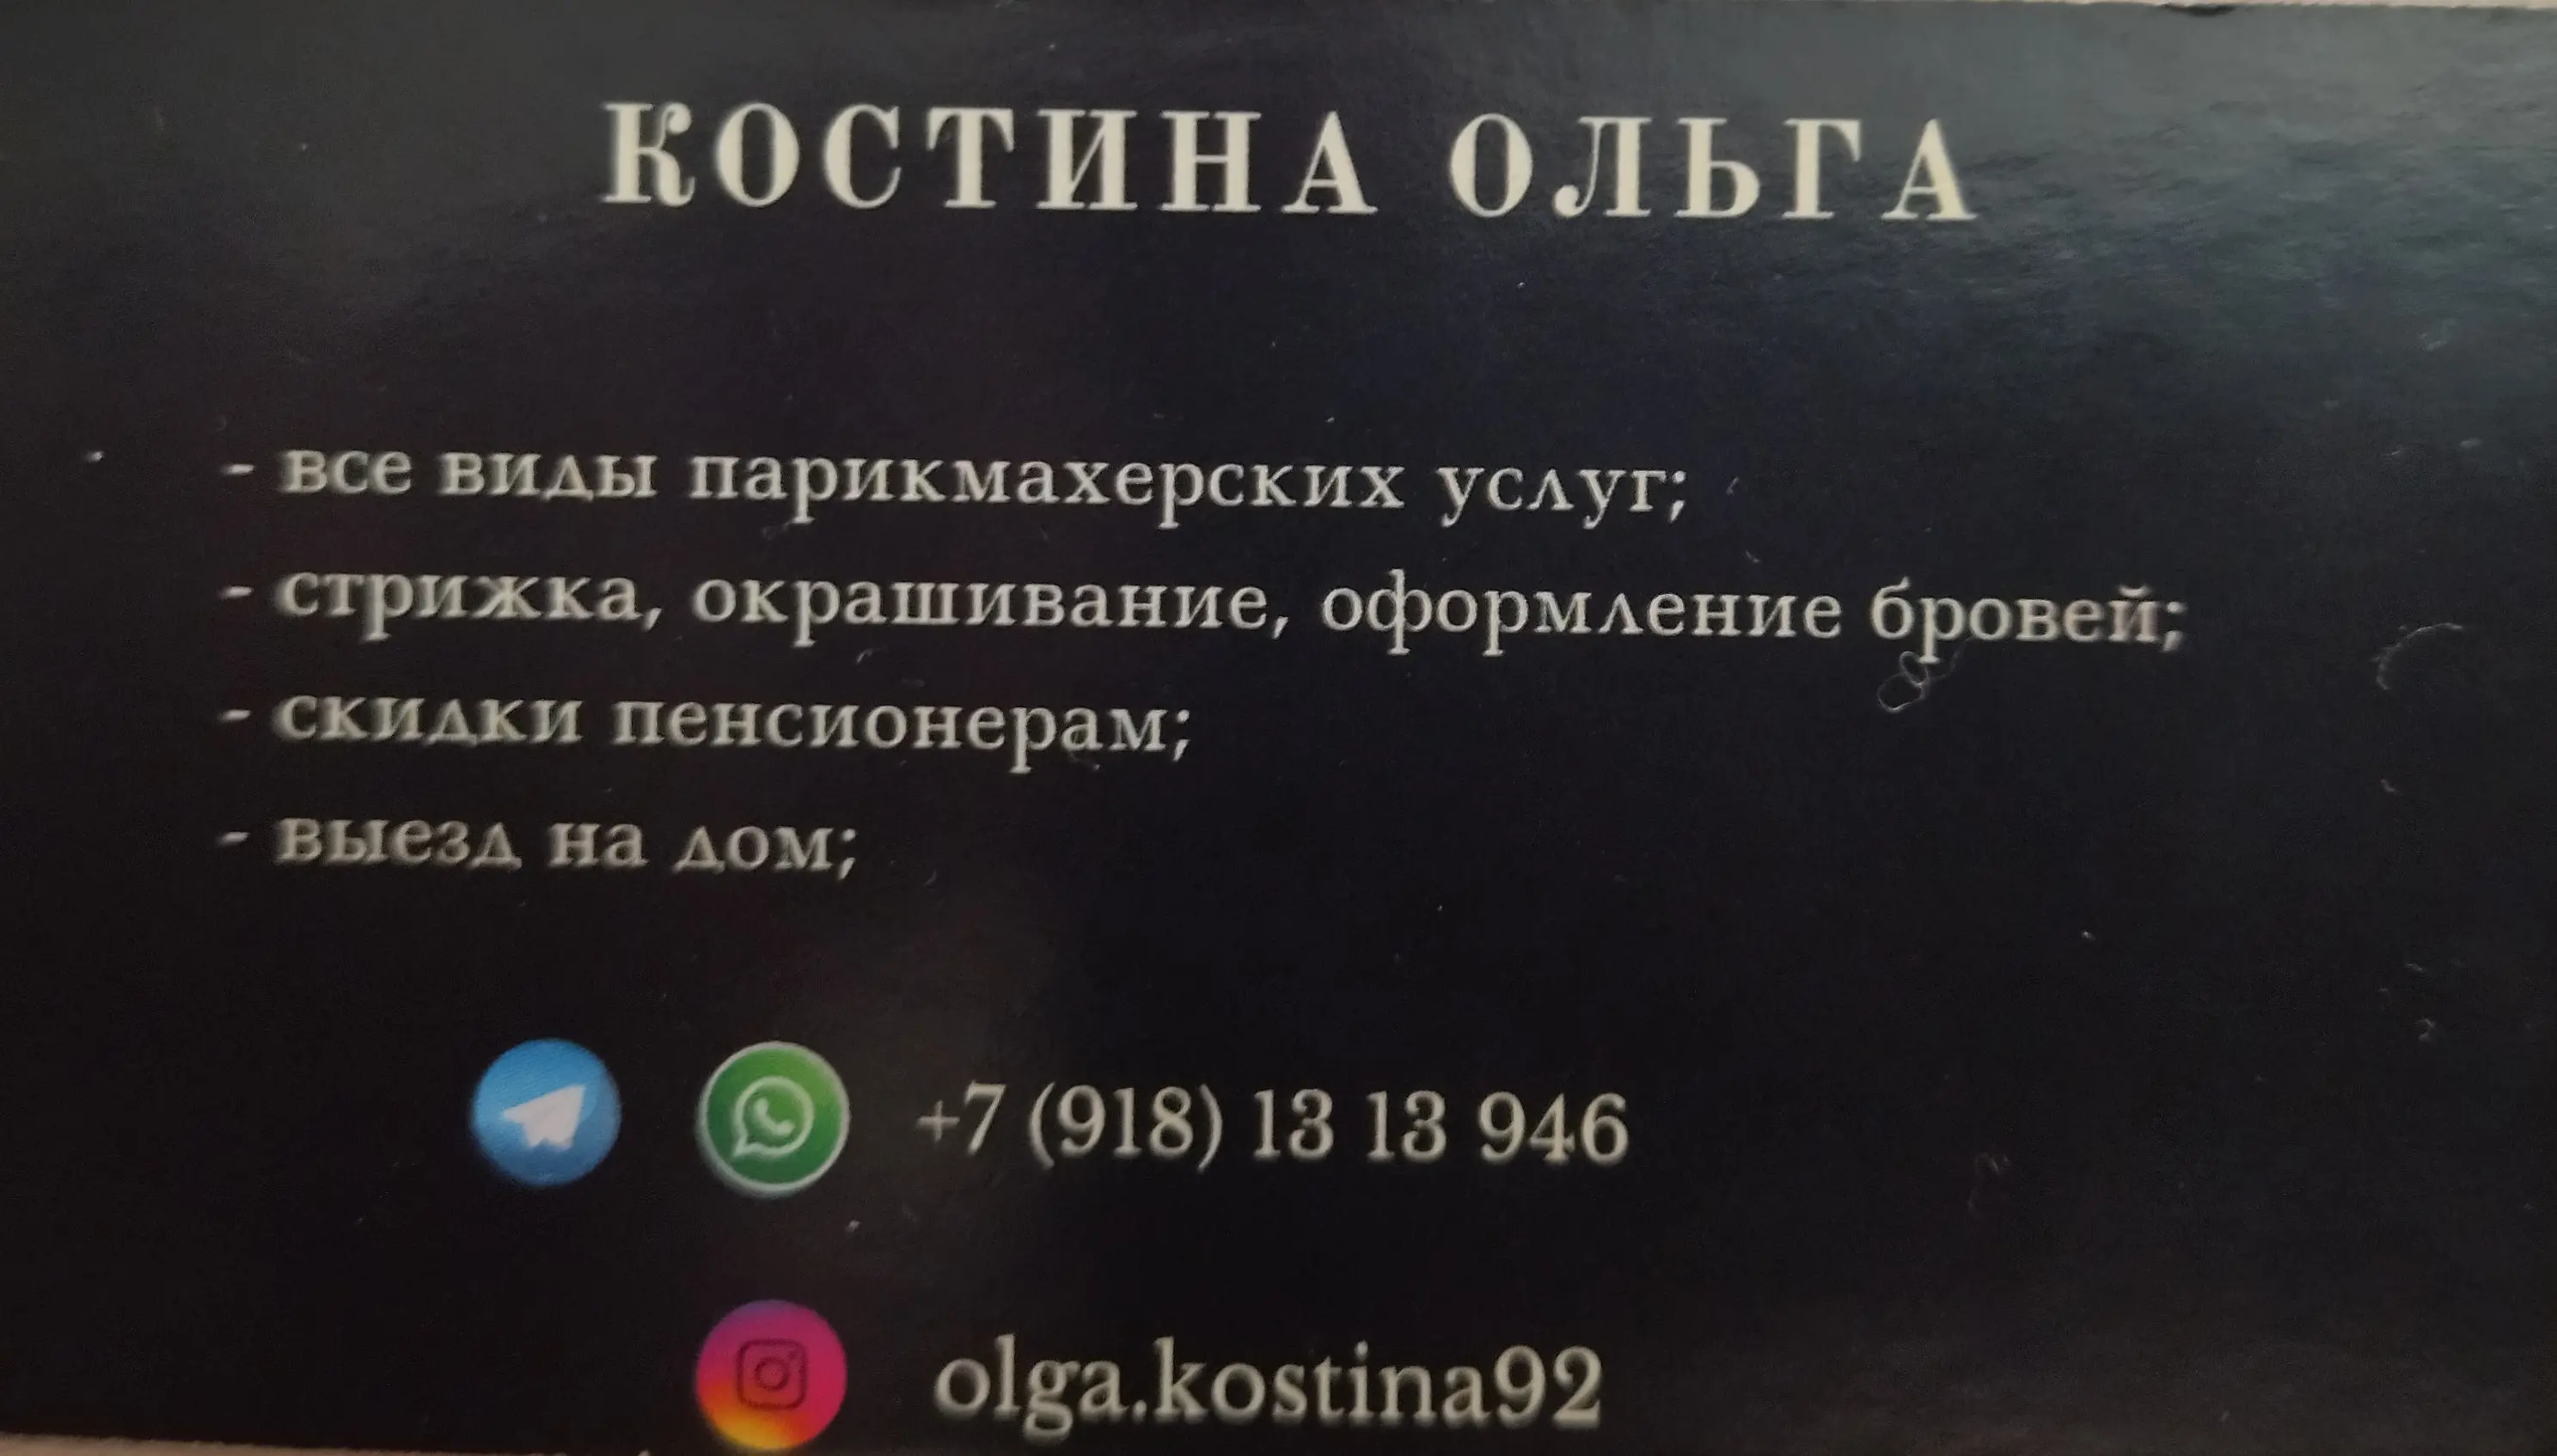 КОСТИНА ОЛЬГА
- все виды парикмахерских услуг;
- стрижка, окрашивание, оформление бровей;
- скидки пенсионерам;
- выезд на дом;
+7 (918) 13 13 946
olga.kostina92